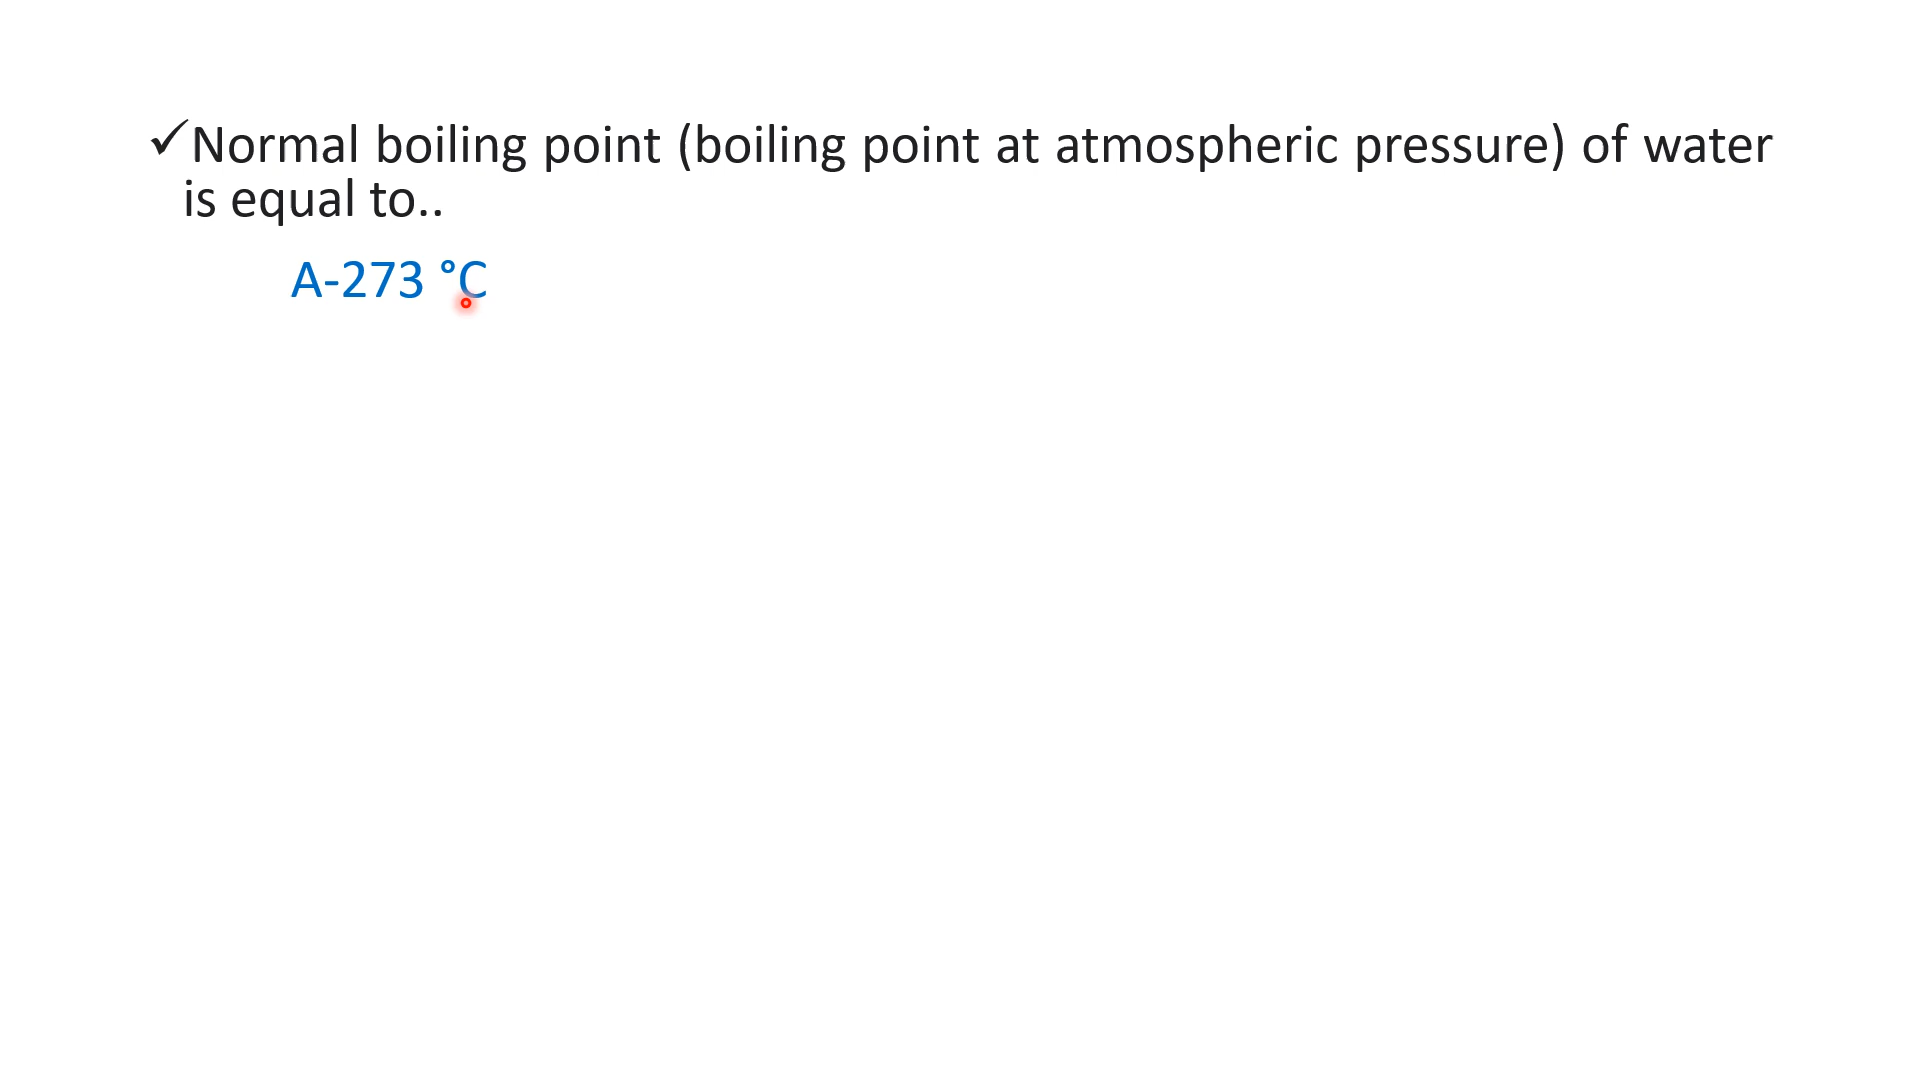 ✓Normal boiling point (boiling point at atmospheric pressure) of water
is equal to..
A-273 °C